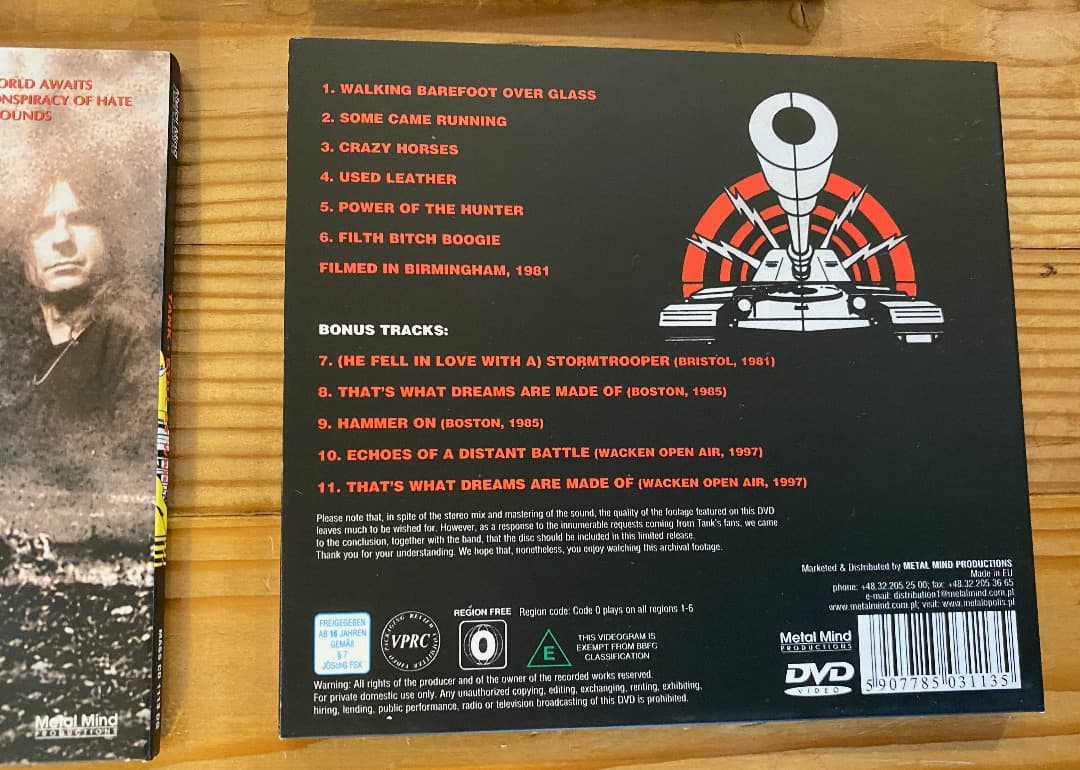 ORLD AWAITS
NSPIRACY OF HATE
OUNDS
Metal Mind
PRODUCTIONS
MASS CD 1113 DG
1. WALKING BAREFOOT OVER GLASS
2. SOME CAME RUNNING
3. CRAZY HORSES
4. USED LEATHER
5. POWER OF THE HUNTER
6. FILTH BITCH BOOGIE
FILMED IN BIRMINGHAM, 1981
BONUS TRACKS:
7. (HE FELL IN LOVE WITH A) STORMTROOPER (BRISTOL, 1981)
8. THAT'S WHAT DREAMS ARE MADE OF (BOSTON, 1985)
9. HAMMER ON (BOSTON, 1985)
10. ECHOES OF A DISTANT BATTLE (WACKEN OPEN AIR, 1997)
11. THAT'S WHAT DREAMS ARE MADE OF (WACKEN OPEN AIR, 1997)
Please note that, in spite of the stereo mix and mastering of the sound, the quality of the footage featured on this DVD
leaves much to be wished for. However, as a response to the innumerable requests coming from Tank's fans, we came
to the conclusion, together with the band, that the disc should be included in this limited release.
Thank you for your understanding. We hope that, nonetheless, you enjoy watching this archival footage.
Marketed & Distributed by METAL MIND PRODUCTIONS
Made in EU
phone: +48.32.205 25 00; fax: +48.32.205 36 65
e-mail: distribution1@metalmind.com.pl
www.metalmind.com.pl; visit: www.metalopolis.pl
FREIGEGEBEN
AB 16 JAHREN
GEMÄß
§ 7
JÖSchG FSK
VIDEO PACKAGING REVIEW COMMITTEE
VPRC
REGION FREE Region code: Code 0 plays on all regions 1-6
0
E
THIS VIDEOGRAM IS
EXEMPT FROM BBFC
CLASSIFICATION
Metal Mind
PRODUCTIONS
DVD
VIDEO
5 907785 031135
Warning: All rights of the producer and of the owner of the recorded works reserved.
For private domestic use only. Any unauthorized copying, editing, exchanging, renting, exhibiting,
hiring, lending, public performance, radio or television broadcasting of this DVD is prohibited.